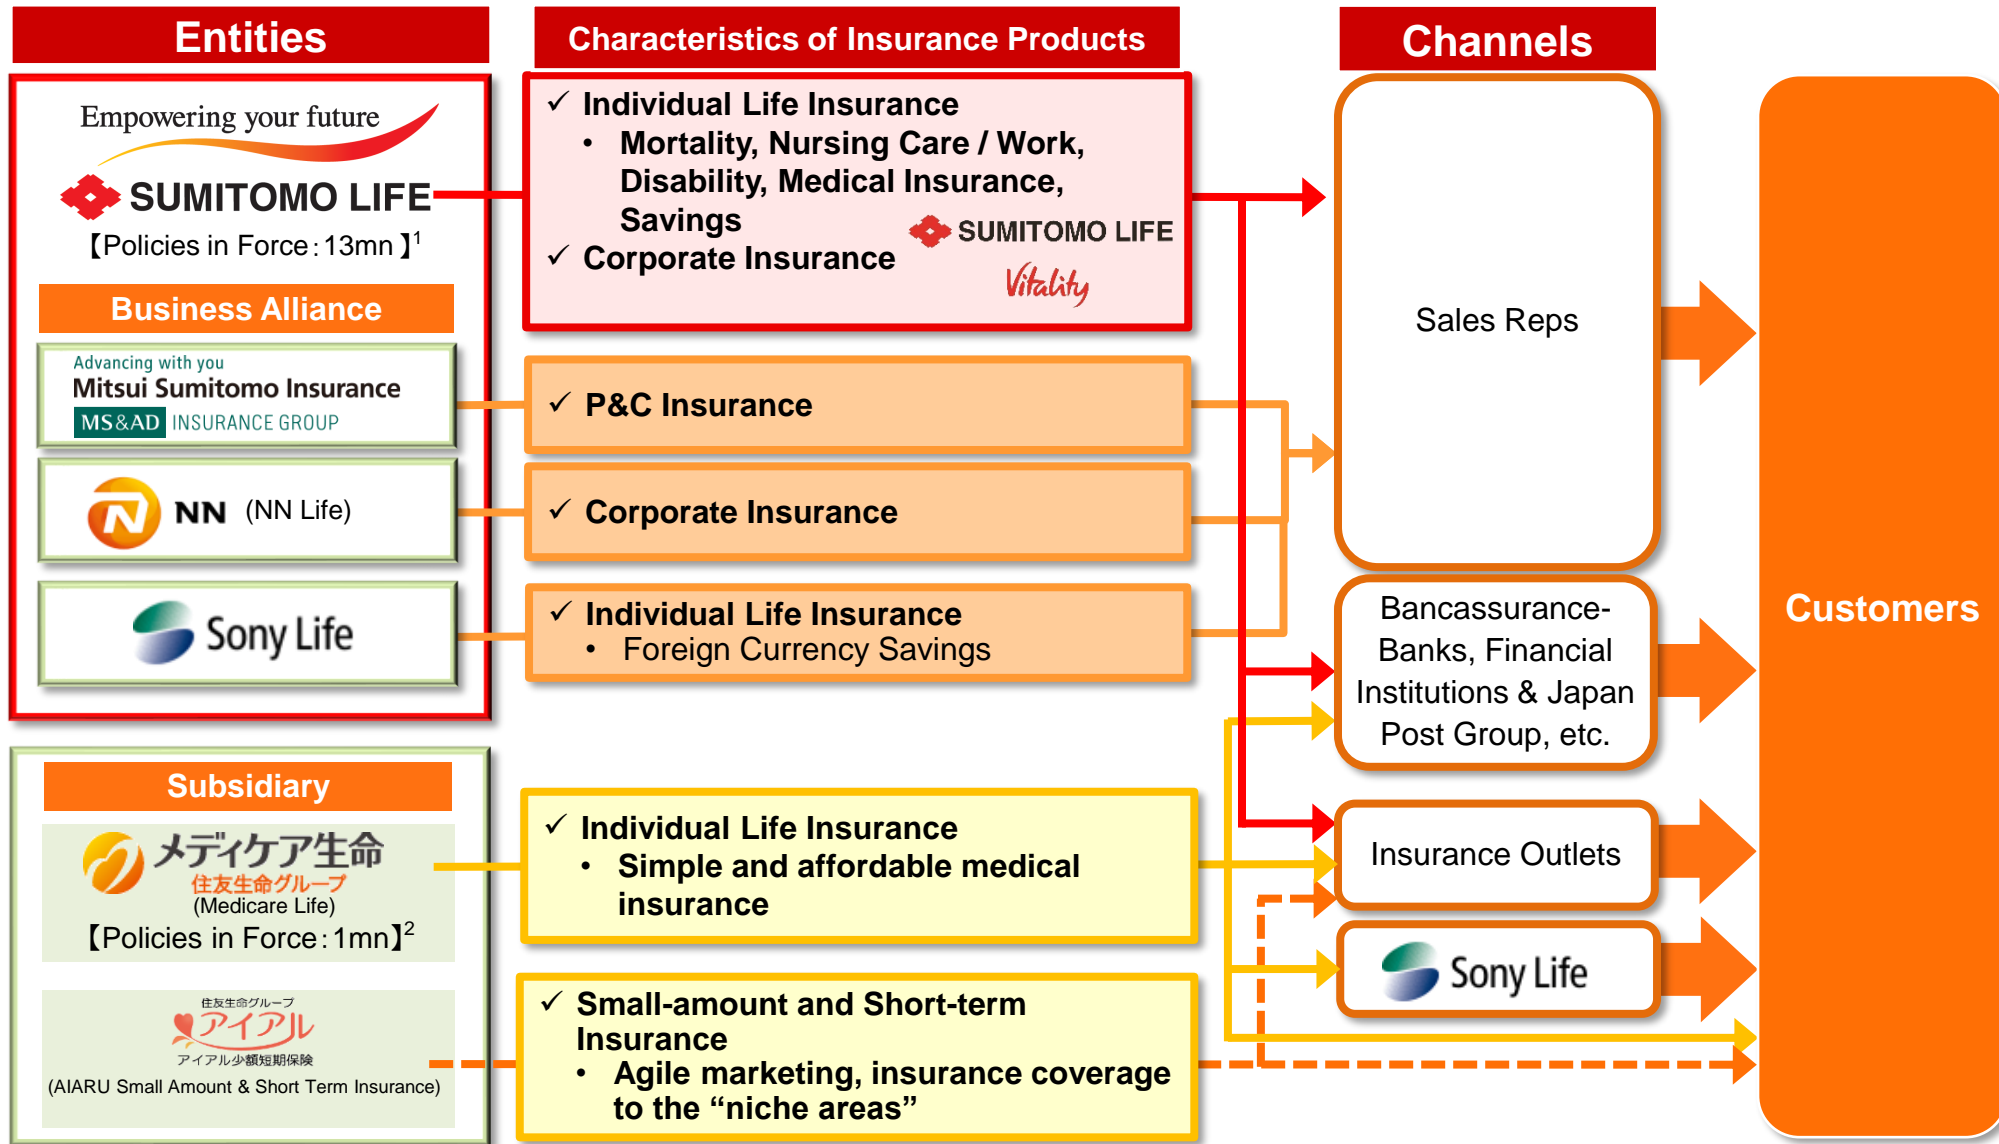 Entities
Characteristics of Insurance Products
Channels
Empowering your future
SUMITOMO LIFE
【Policies in Force：13mn】1
Business Alliance
Advancing with you
Mitsui Sumitomo Insurance
MS&AD INSURANCE GROUP
NN (NN Life)
Sony Life
✓ Individual Life Insurance
• Mortality, Nursing Care / Work,
Disability, Medical Insurance,
Savings
✓ Corporate Insurance
SUMITOMO LIFE
Vitality
✓ P&C Insurance
✓ Corporate Insurance
✓ Individual Life Insurance
• Foreign Currency Savings
Subsidiary
メディケア生命
住友生命グループ
(Medicare Life)
【Policies in Force：1mn】2
住友生命グループ
アイアル
アイアル少額短期保険
(AIARU Small Amount & Short Term Insurance)
✓ Individual Life Insurance
• Simple and affordable medical
insurance
✓ Small-amount and Short-term
Insurance
• Agile marketing, insurance coverage
to the “niche areas”
Sales Reps
Bancassurance-
Banks, Financial
Institutions & Japan
Post Group, etc.
Insurance Outlets
Sony Life
Customers